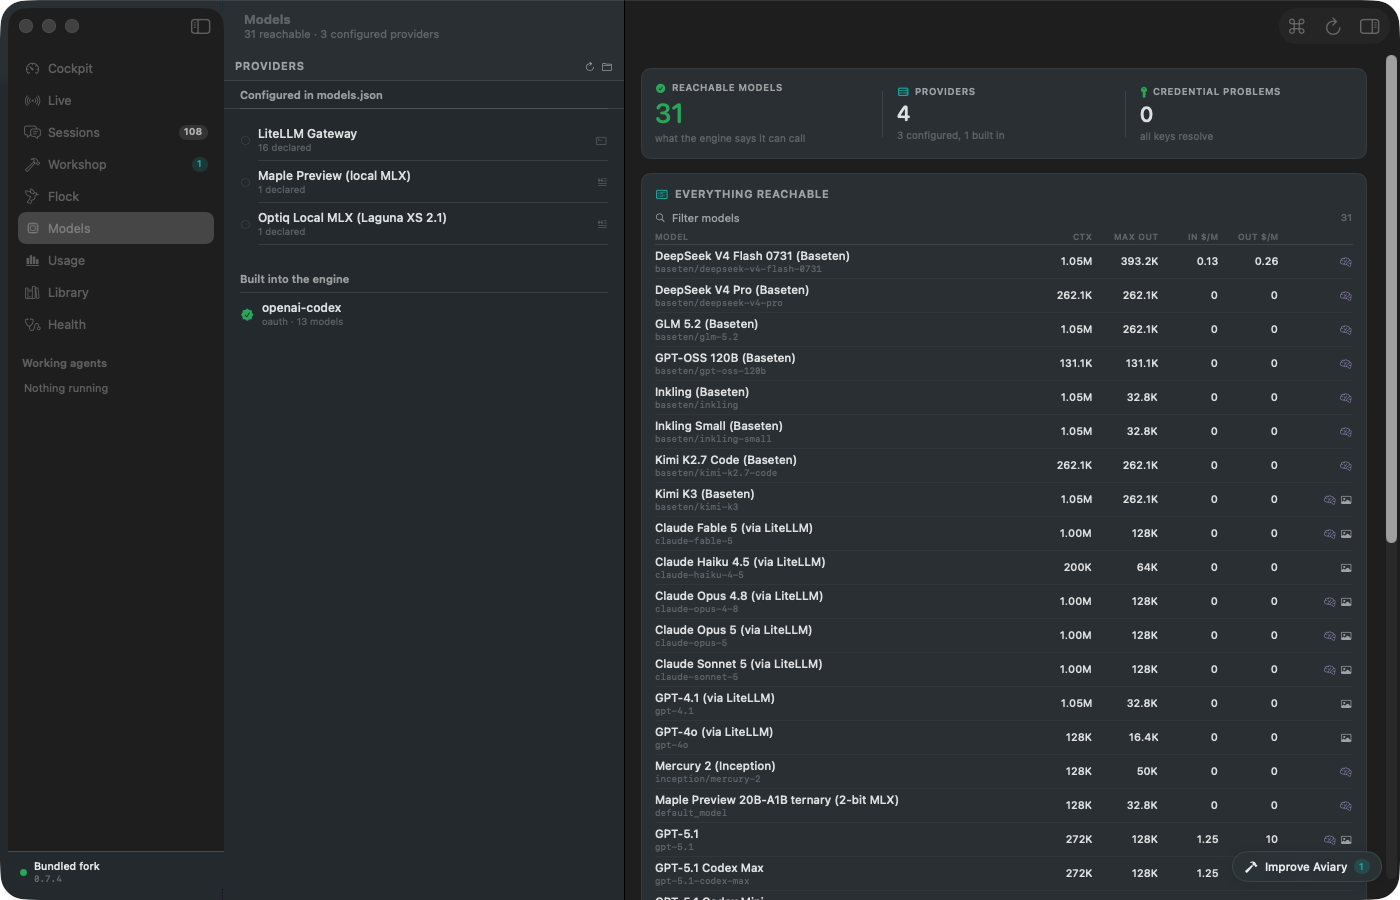 Cockpit
Live
Sessions 108
Workshop 1
Flock
Models
Usage
Library
Health
Working agents
Nothing running
Bundled fork
0.7.4
Models
31 reachable · 3 configured providers
PROVIDERS
Configured in models.json
LiteLLM Gateway
16 declared
Maple Preview (local MLX)
1 declared
Optiq Local MLX (Laguna XS 2.1)
1 declared
Built into the engine
openai-codex
oauth · 13 models
REACHABLE MODELS
31
what the engine says it can call
PROVIDERS
4
3 configured, 1 built in
CREDENTIAL PROBLEMS
0
all keys resolve
EVERYTHING REACHABLE
Filter models 31
MODEL CTX MAX OUT IN $/M OUT $/M
DeepSeek V4 Flash 0731 (Baseten) 1.05M 393.2K 0.13 0.26
baseten/deepseek-v4-flash-0731
DeepSeek V4 Pro (Baseten) 262.1K 262.1K 0 0
baseten/deepseek-v4-pro
GLM 5.2 (Baseten) 1.05M 262.1K 0 0
baseten/glm-5.2
GPT-OSS 120B (Baseten) 131.1K 131.1K 0 0
baseten/gpt-oss-120b
Inkling (Baseten) 1.05M 32.8K 0 0
baseten/inkling
Inkling Small (Baseten) 1.05M 32.8K 0 0
baseten/inkling-small
Kimi K2.7 Code (Baseten) 262.1K 262.1K 0 0
baseten/kimi-k2.7-code
Kimi K3 (Baseten) 1.05M 262.1K 0 0
baseten/kimi-k3
Claude Fable 5 (via LiteLLM) 1.00M 128K 0 0
claude-fable-5
Claude Haiku 4.5 (via LiteLLM) 200K 64K 0 0
claude-haiku-4-5
Claude Opus 4.8 (via LiteLLM) 1.00M 128K 0 0
claude-opus-4-8
Claude Opus 5 (via LiteLLM) 1.00M 128K 0 0
claude-opus-5
Claude Sonnet 5 (via LiteLLM) 1.00M 128K 0 0
claude-sonnet-5
GPT-4.1 (via LiteLLM) 1.05M 32.8K 0 0
gpt-4.1
GPT-4o (via LiteLLM) 128K 16.4K 0 0
gpt-4o
Mercury 2 (Inception) 128K 50K 0 0
inception/mercury-2
Maple Preview 20B-A1B ternary (2-bit MLX) 128K 32.8K 0 0
default_model
GPT-5.1 272K 128K 1.25 10
gpt-5.1
GPT-5.1 Codex Max 272K 128K 1.25
gpt-5.1-codex-max
Improve Aviary 1